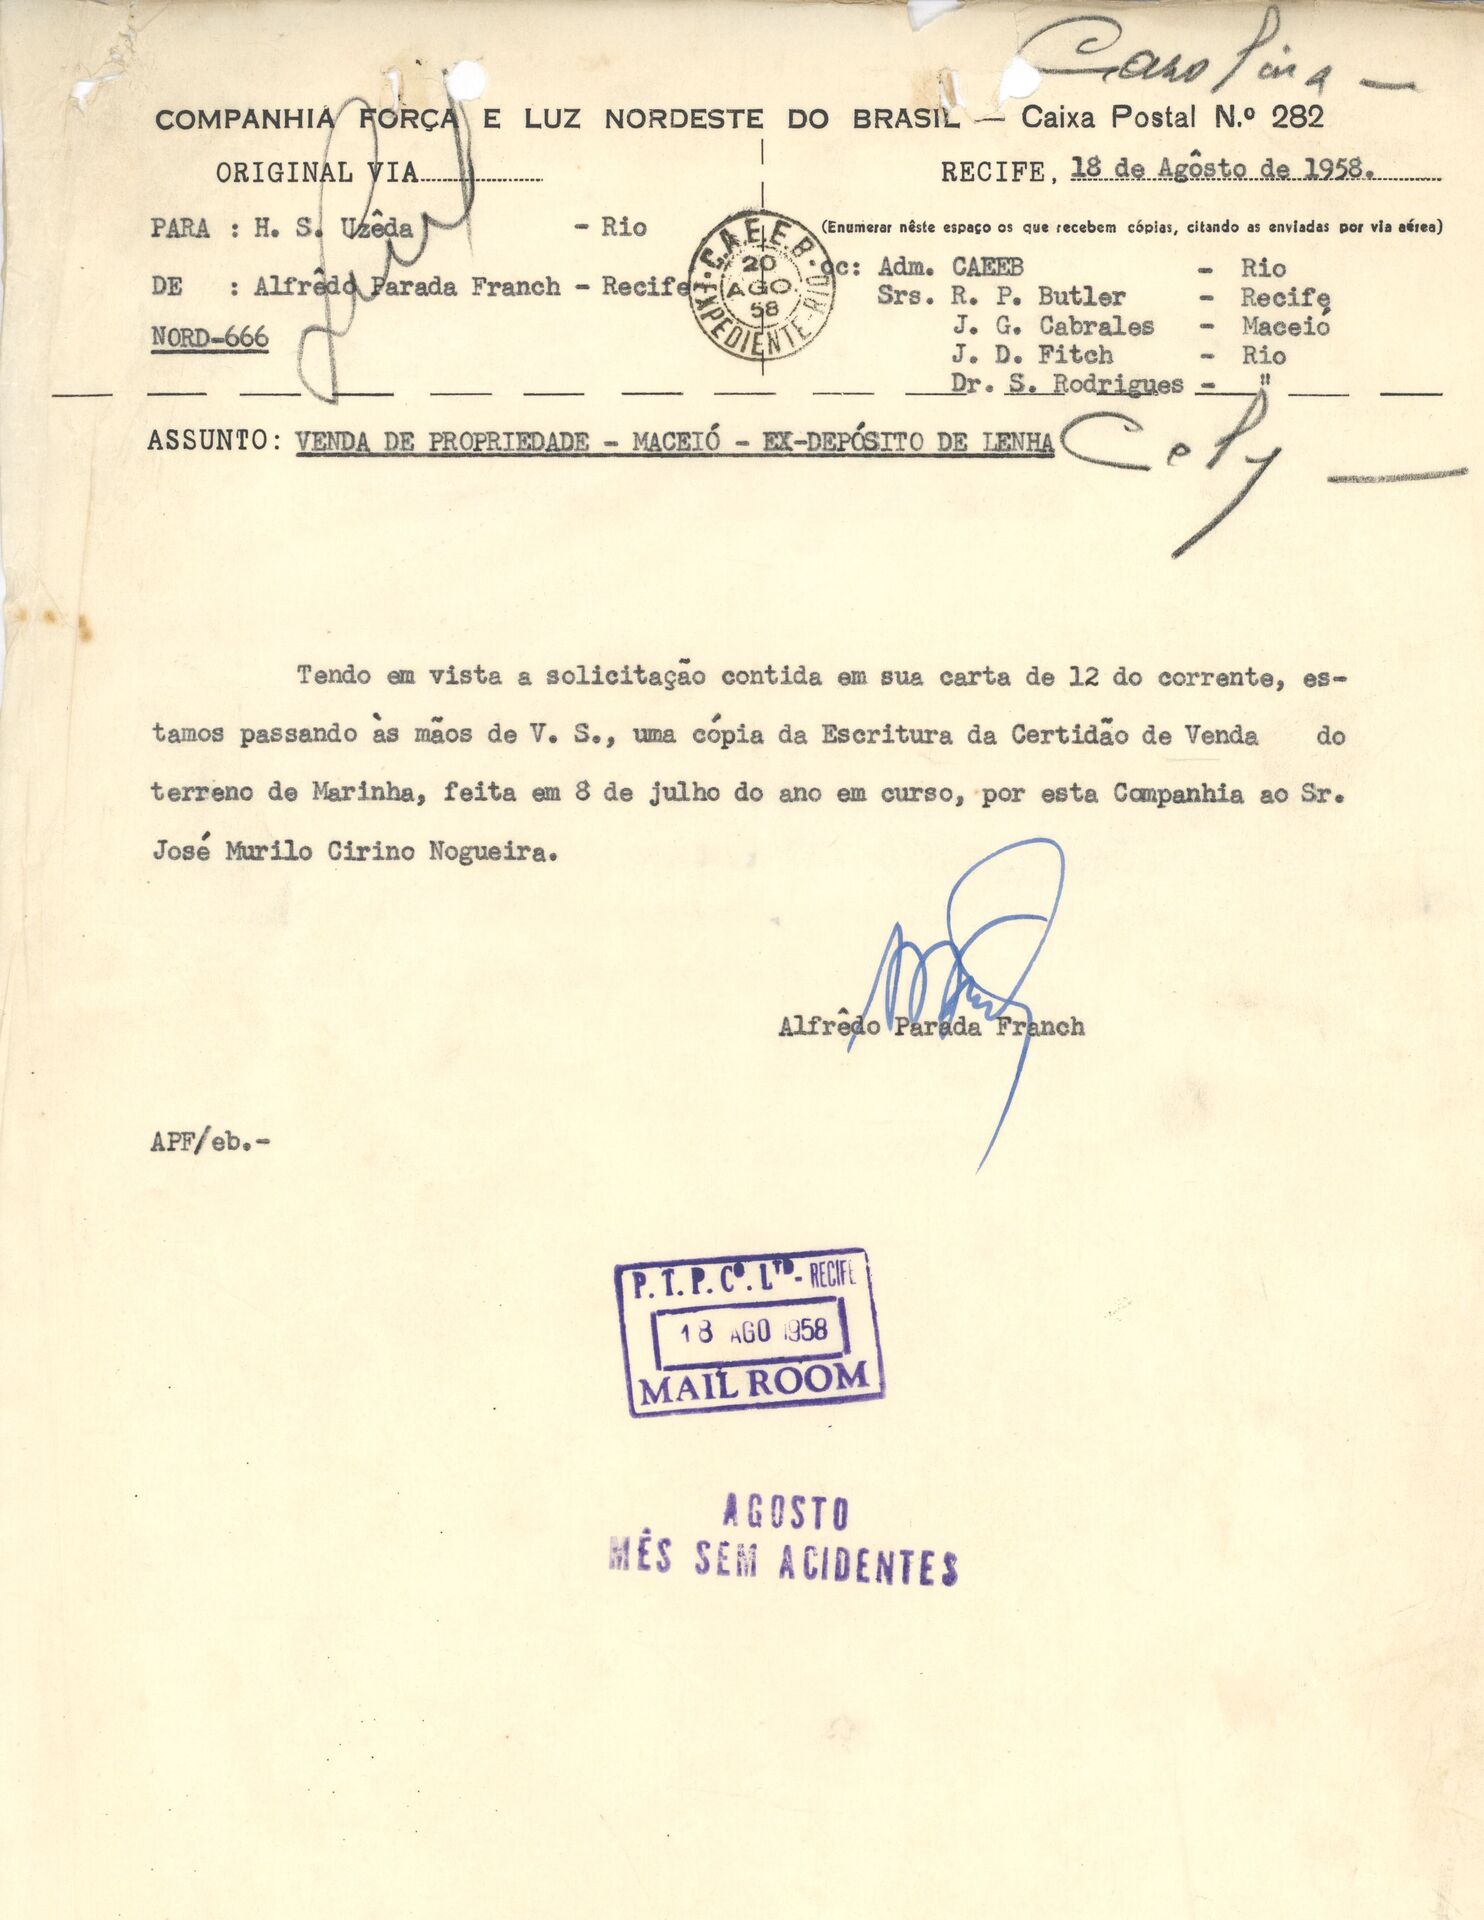 Carolina -
COMPANHIA FORÇA E LUZ NORDESTE DO BRASIL — Caixa Postal N.º 282
ORIGINAL VIA
RECIFE, 18 de Agôsto de 1958.
PARA : H. S. Uzêda - Rio
(Enumerar nêste espaço os que recebem cópias, citando as enviadas por via aérea)
DE : Alfrêdo Parada Franch - Recife
NORD-666
C.A.E.E.B.
20
AGO.
58
EXPEDIENTE-RIO
cc: Adm. CAEEB - Rio
Srs. R. P. Butler - Recife
J. G. Cabrales - Maceió
J. D. Fitch - Rio
Dr. S. Rodrigues - "
ASSUNTO: VENDA DE PROPRIEDADE - MACEIÓ - EX-DEPÓSITO DE LENHA
Cely —
Tendo em vista a solicitação contida em sua carta de 12 do corrente, es-
tamos passando às mãos de V. S., uma cópia da Escritura da Certidão de Venda do
terreno de Marinha, feita em 8 de julho do ano em curso, por esta Companhia ao Sr.
José Murilo Cirino Nogueira.
Alfrêdo Parada Franch
APF/eb.-
P.T.P.Cº. LTD- RECIFE
18 AGO 1958
MAIL ROOM
AGOSTO
MÊS SEM ACIDENTES